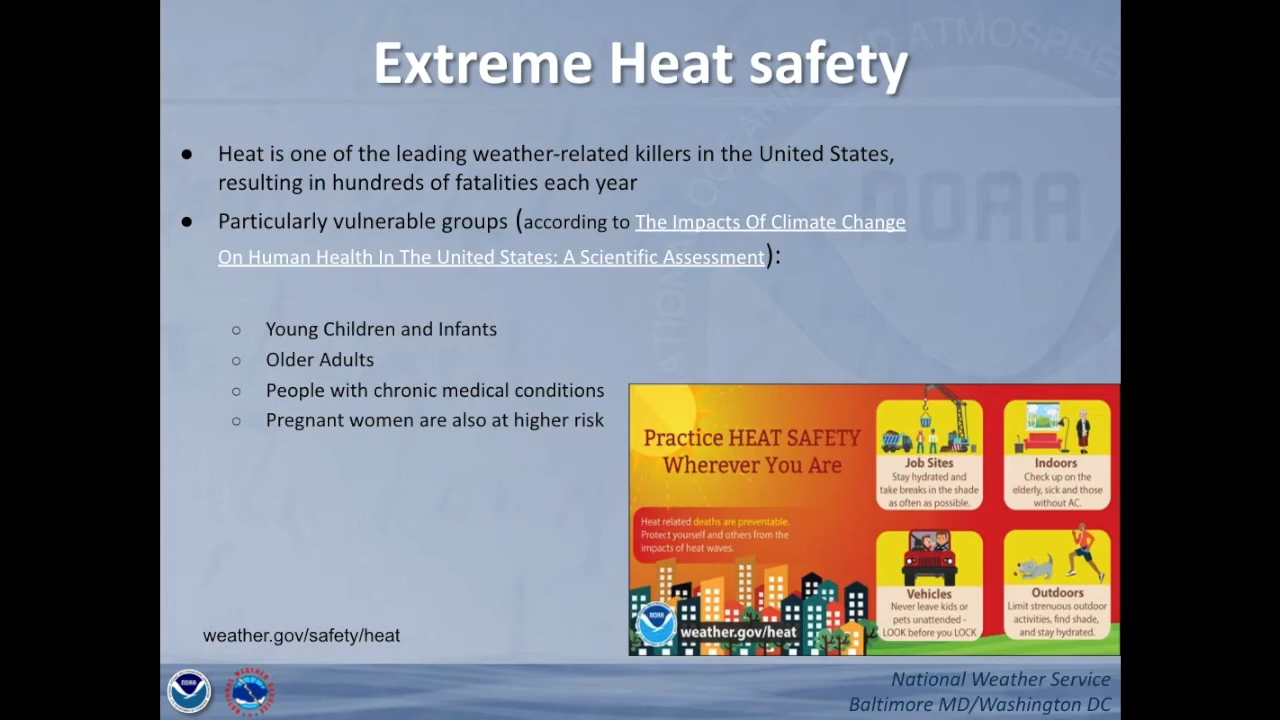 Extreme Heat safety
● Heat is one of the leading weather-related killers in the United States,
resulting in hundreds of fatalities each year
● Particularly vulnerable groups (according to The Impacts Of Climate Change
On Human Health In The United States: A Scientific Assessment):
○ Young Children and Infants
○ Older Adults
○ People with chronic medical conditions
○ Pregnant women are also at higher risk
Practice HEAT SAFETY
Wherever You Are
Heat related deaths are preventable.
Protect yourself and others from the
impacts of heat waves.
weather.gov/heat
Job Sites
Stay hydrated and
take breaks in the shade
as often as possible.
Indoors
Check up on the
elderly, sick and those
without AC.
Vehicles
Never leave kids or
pets unattended -
LOOK before you LOCK
Outdoors
Limit strenuous outdoor
activities, find shade,
and stay hydrated.
weather.gov/safety/heat
NOAA
National Weather Service
Baltimore MD/Washington DC